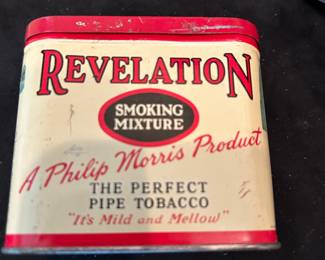 REVELATION
SMOKING
MIXTURE
A Philip Morris Product
THE PERFECT
PIPE TOBACCO
"It's Mild and Mellow"